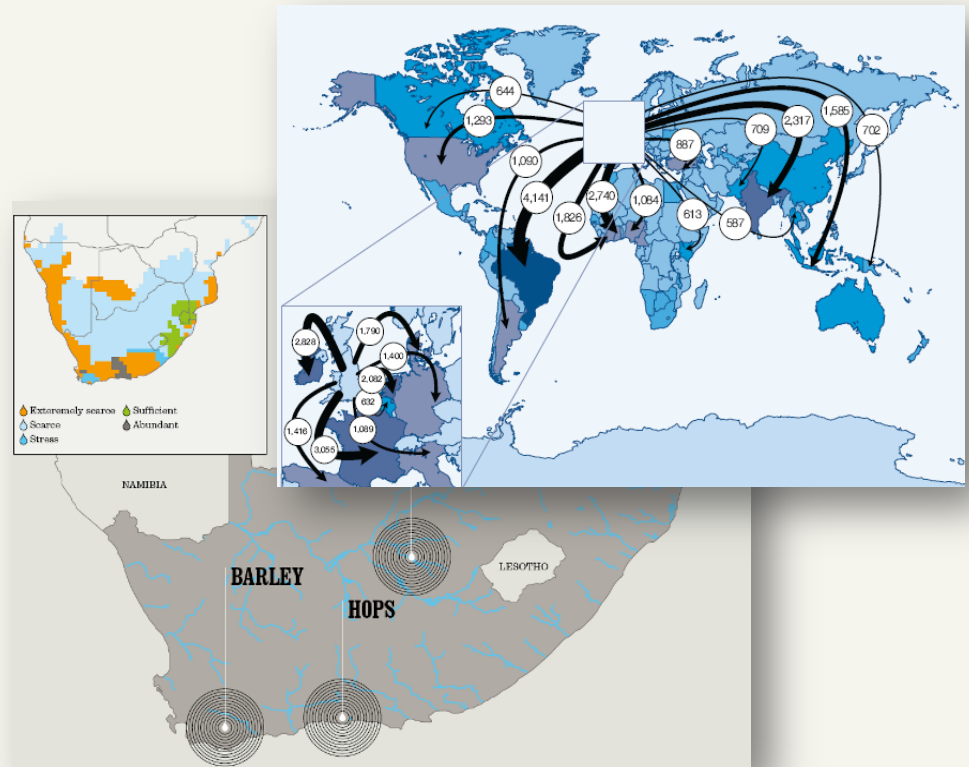 644
1,293
1,090
4,141
1,826
2,740
1,084
887
613
587
709
2,317
1,585
702
2,828
1,790
1,400
2,082
632
1,089
1,416
3,055
Exteremely scarce
Scarce
Stress
Sufficient
Abundant
NAMIBIA
BARLEY
HOPS
LESOTHO